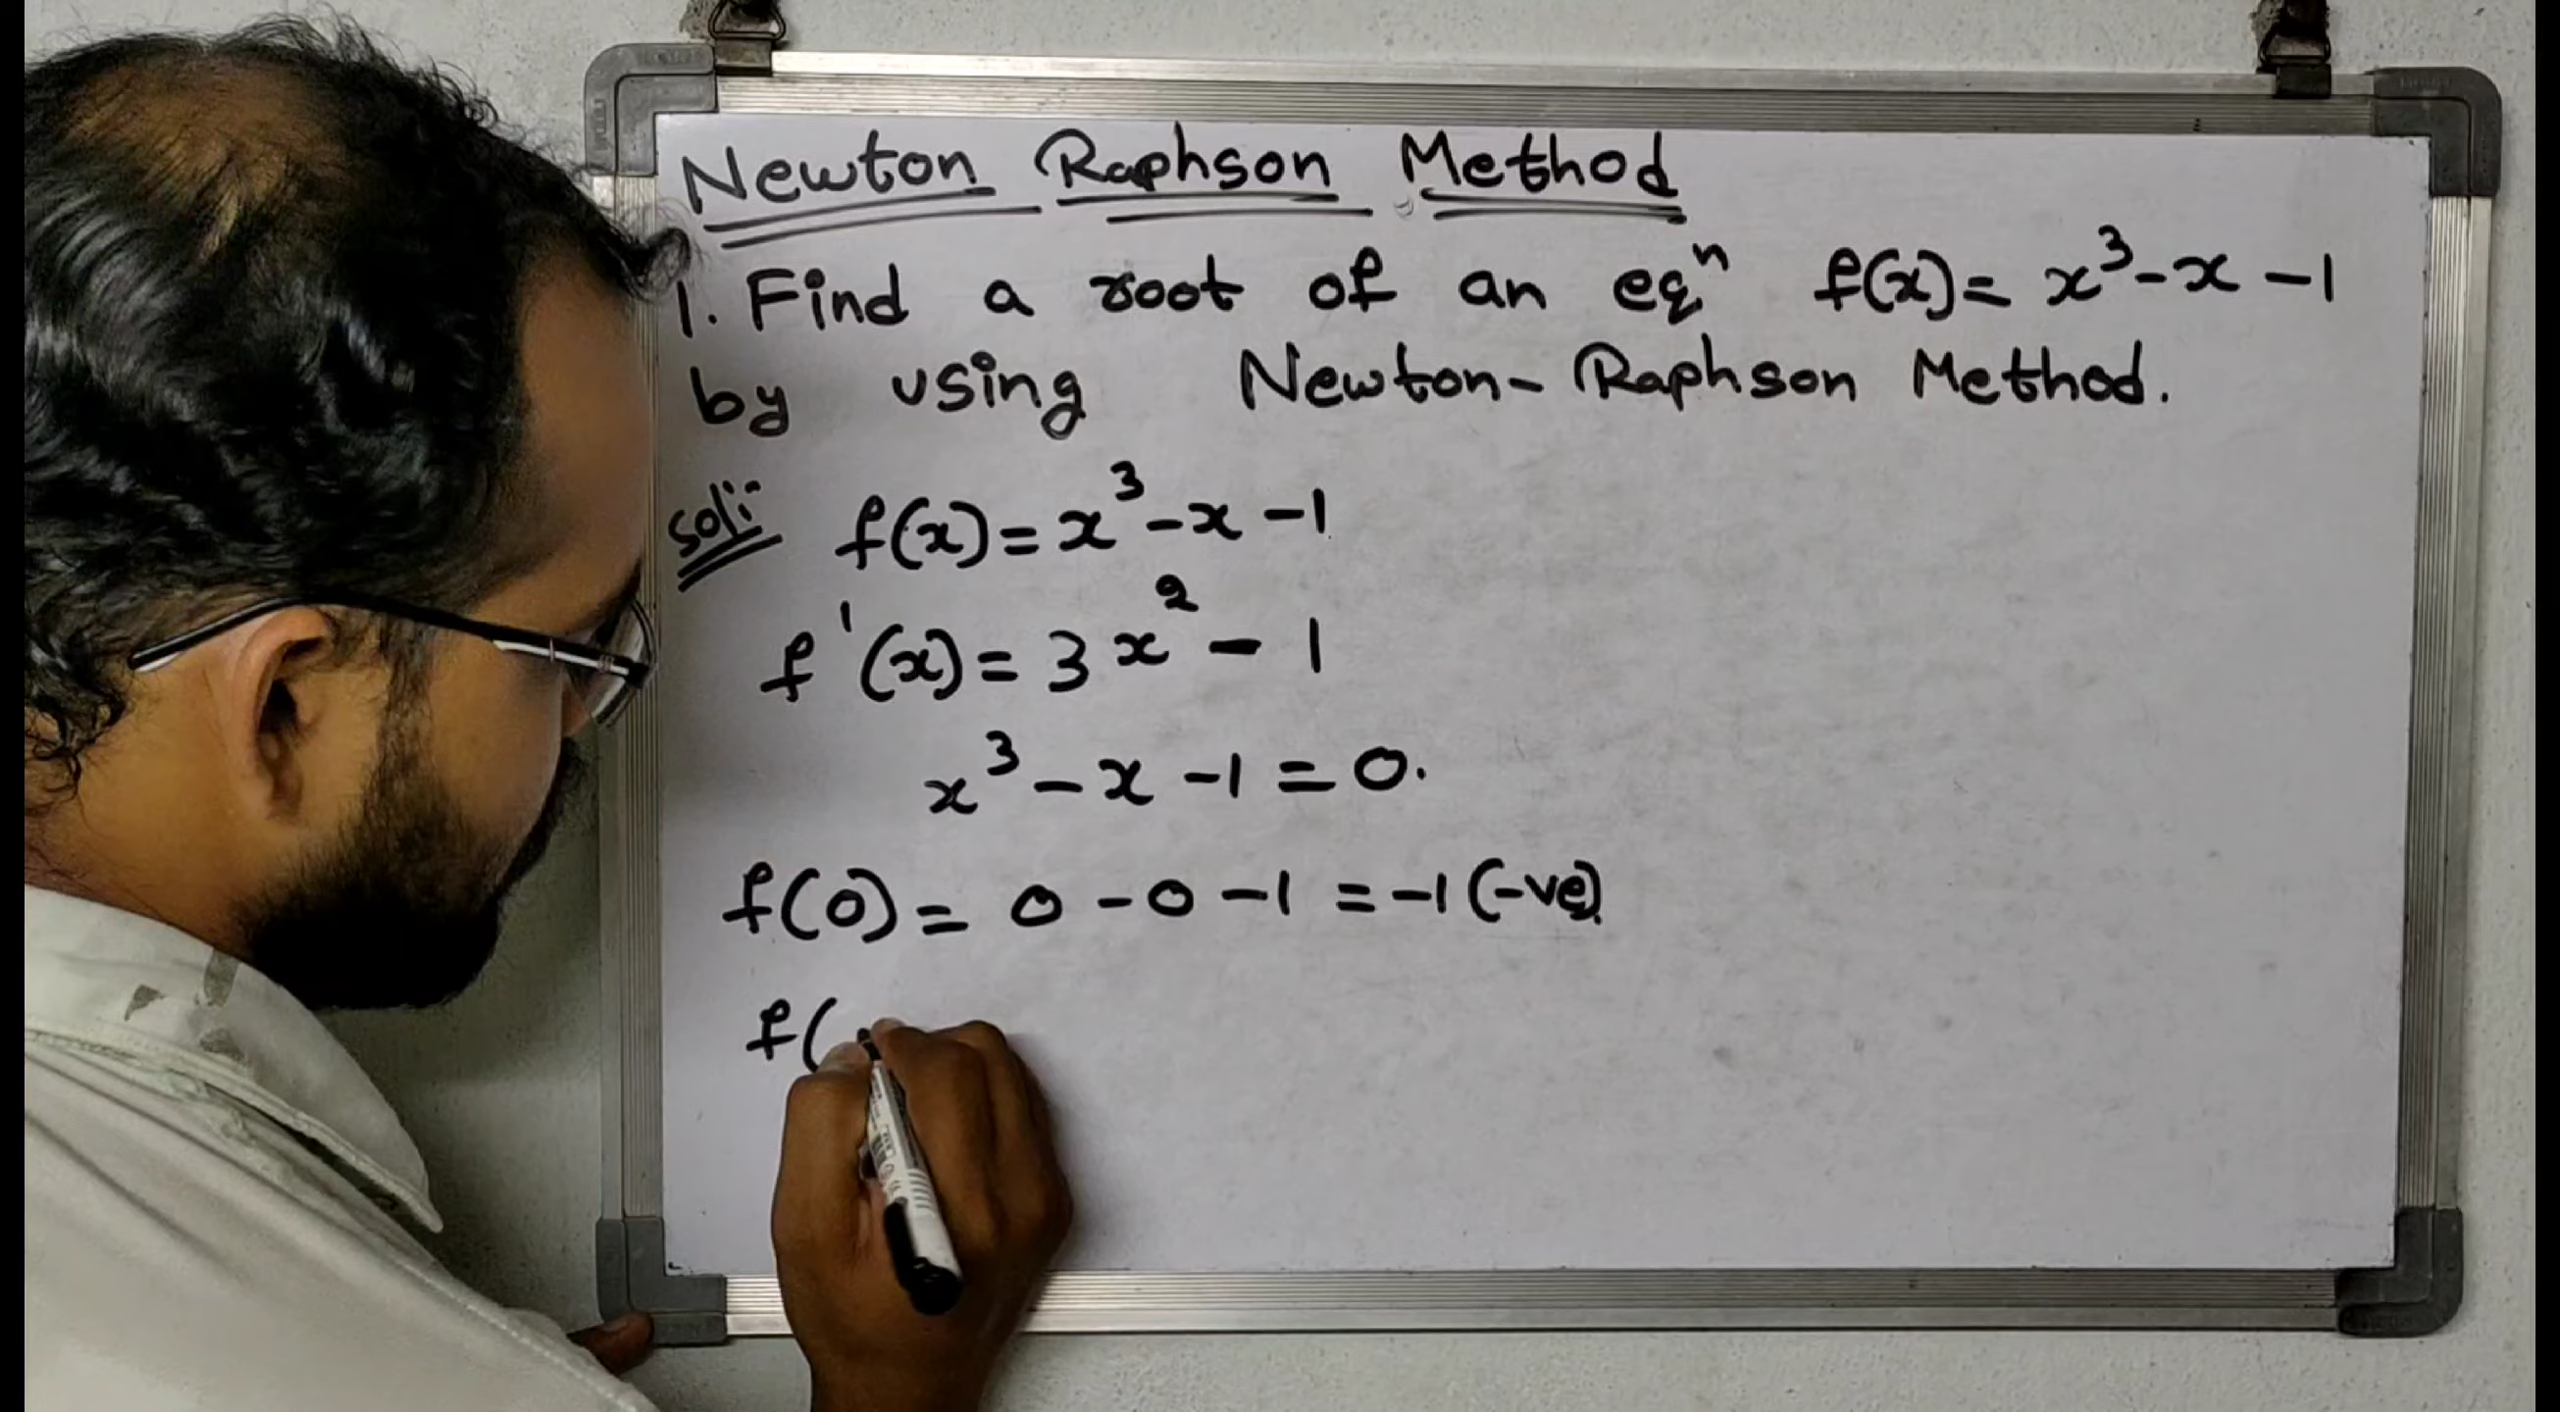 Newton Raphson Method
1. Find a root of an eqⁿ f(x)= x³-x-1
by using Newton-Raphson Method.
Sol: f(x)=x³-x-1
f'(x)=3x²-1
x³-x-1=0.
f(0)= 0-0-1=-1(-ve)
f(